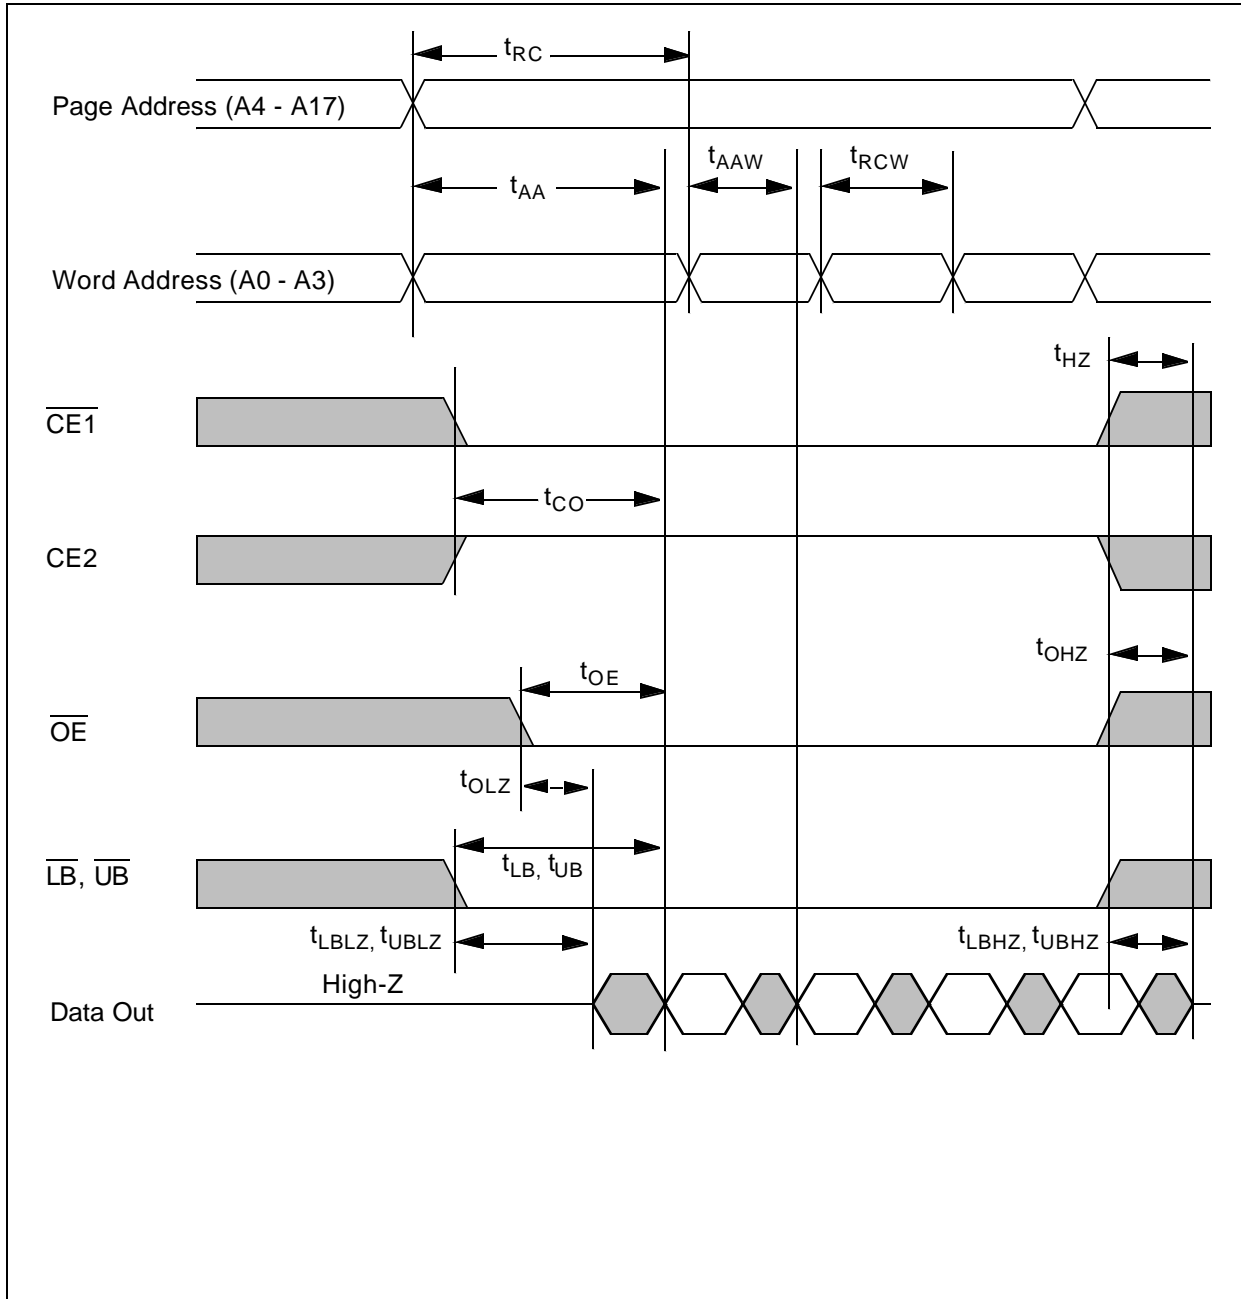 tRC
Page Address (A4 - A17)
tAAW
tRCW
tAA
Word Address (A0 - A3)
tHZ
CE1
tCO
CE2
tOHZ
tOE
OE
tOLZ
tLB, tUB
LB, UB
tLBLZ, tUBLZ
tLBHZ, tUBHZ
High-Z
Data Out